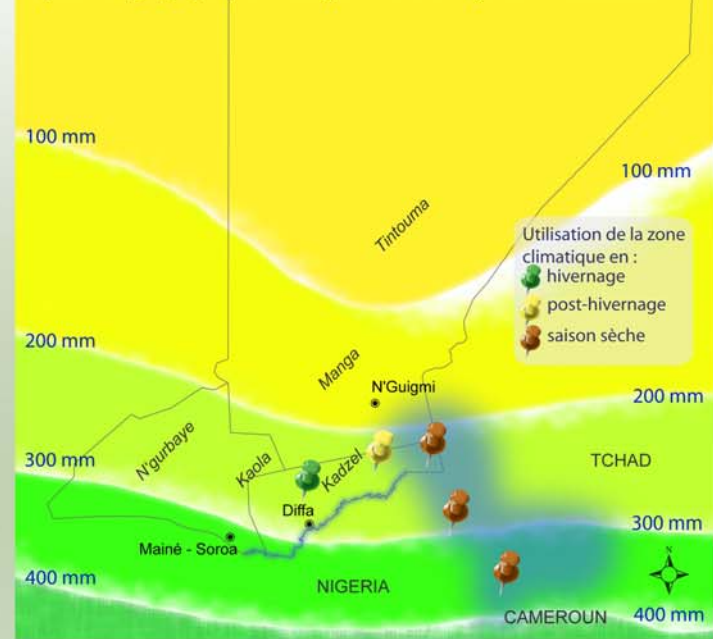 100 mm
100 mm
Tintouma
Utilisation de la zone
climatique en :
hivernage
post-hivernage
saison sèche
200 mm
Manga
N'Guigmi
200 mm
N'gurbaye
Kaola
Kadzel
TCHAD
300 mm
Diffa
300 mm
Mainé - Soroa
400 mm
NIGERIA
N
CAMEROUN
400 mm